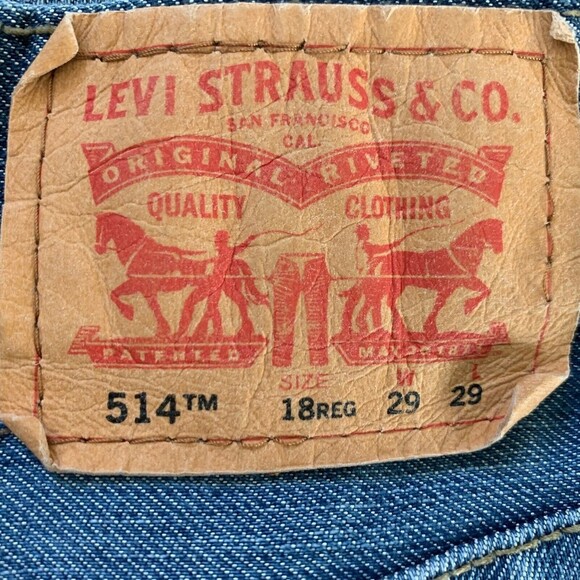 LEVI STRAUSS & CO.
SAN FRANCISCO
CAL.
ORIGINAL RIVETED
QUALITY CLOTHING
PATENTED
SIZE W L
514™ 18REG 29 29